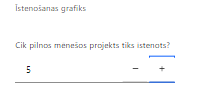 Īstenošanas grafiks
Cik pilnos mēnešos projekts tiks īstenots?
5 − +